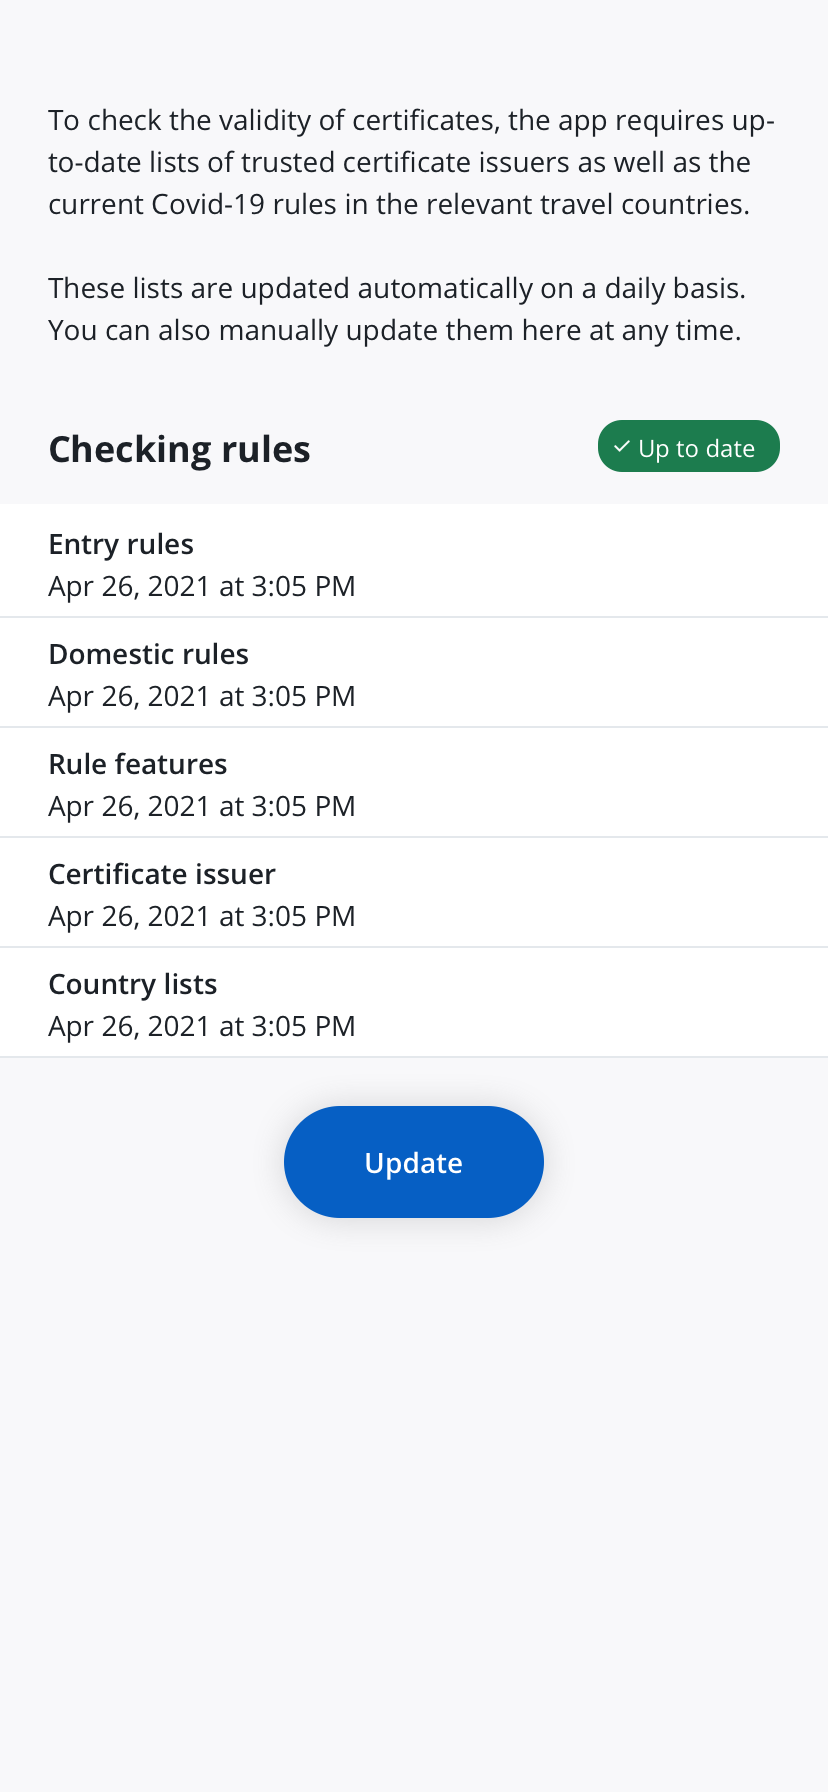 To check the validity of certificates, the app requires up-
to-date lists of trusted certificate issuers as well as the
current Covid-19 rules in the relevant travel countries.
These lists are updated automatically on a daily basis.
You can also manually update them here at any time.
Checking rules
Up to date
Entry rules
Apr 26, 2021 at 3:05 PM
Domestic rules
Apr 26, 2021 at 3:05 PM
Rule features
Apr 26, 2021 at 3:05 PM
Certificate issuer
Apr 26, 2021 at 3:05 PM
Country lists
Apr 26, 2021 at 3:05 PM
Update